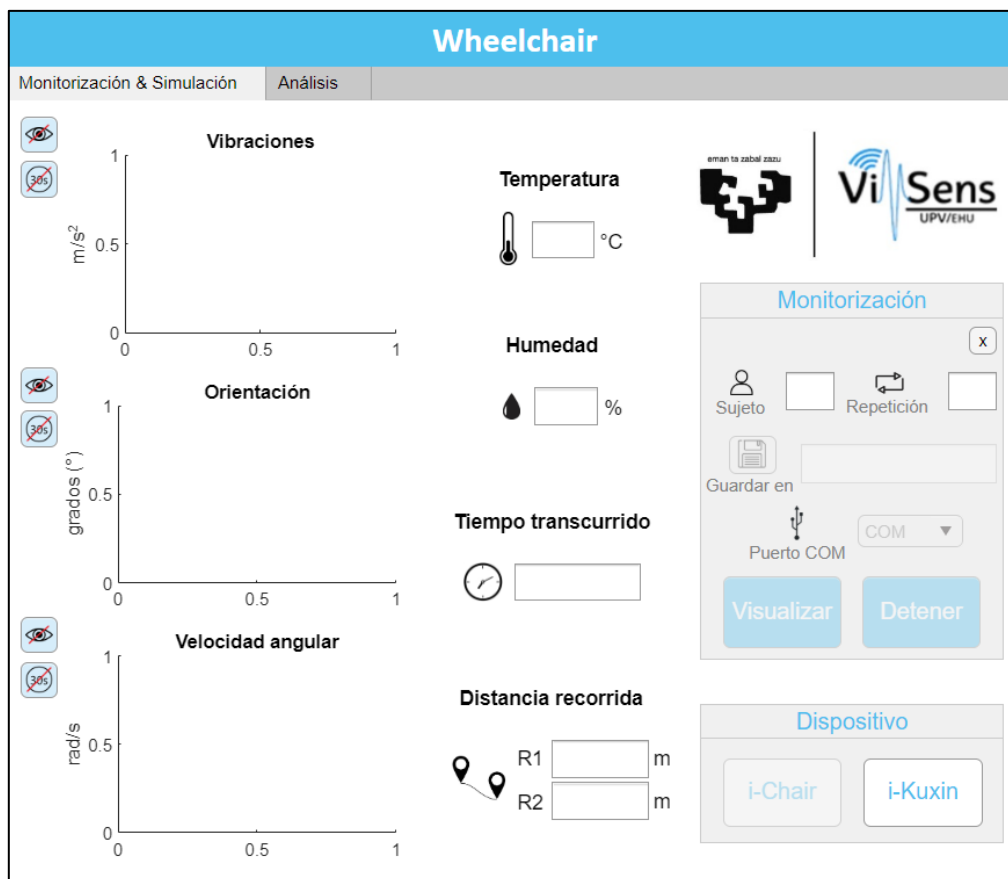 Wheelchair
Monitorización & Simulación
Análisis
Vibraciones
30s
m/s²
1
0.5
0
0
0.5
1
Orientación
30s
grados (°)
1
0.5
0
0
0.5
1
Velocidad angular
30s
rad/s
1
0.5
0
0
0.5
1
Temperatura
°C
Humedad
%
Tiempo transcurrido
Distancia recorrida
R1 m
R2 m
eman ta zabal zazu
ViSens
UPV/EHU
Monitorización
x
Sujeto
Repetición
Guardar en
Puerto COM
COM
Visualizar
Detener
Dispositivo
i-Chair
i-Kuxin